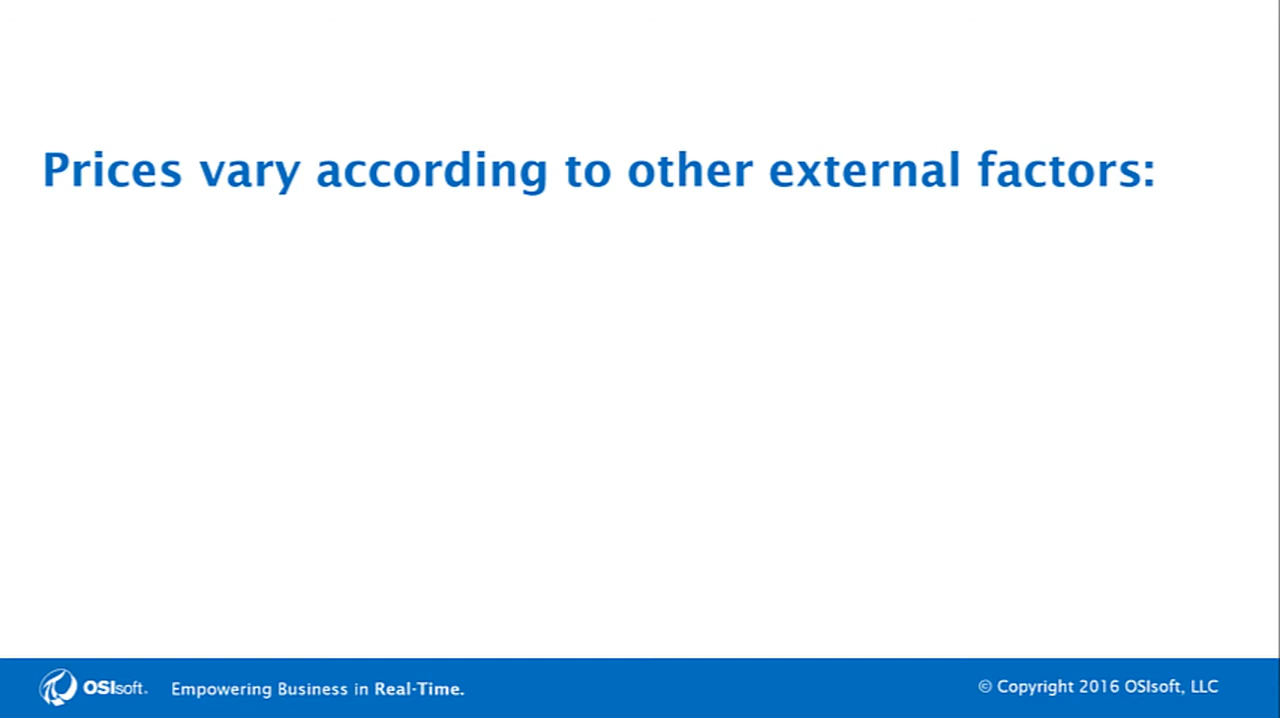 Prices vary according to other external factors:
OSIsoft. Empowering Business in Real-Time.
© Copyright 2016 OSIsoft, LLC